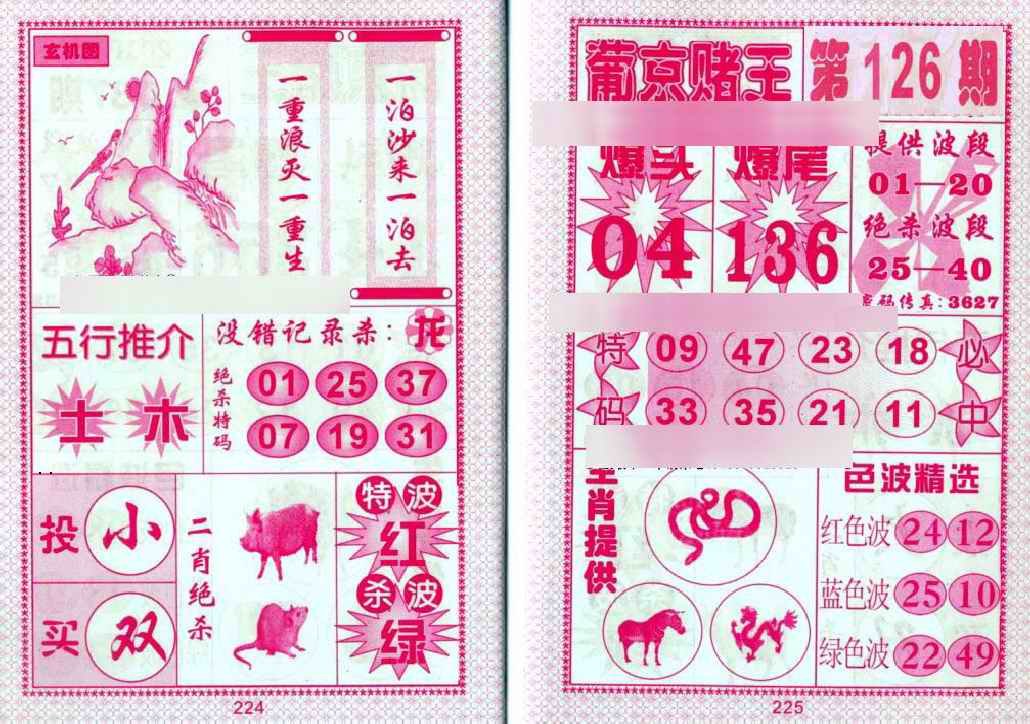 玄机图
一泊沙来一泊去
一重浪灭一重生
五行推介
土 木
没错记录杀：龙
绝杀特码
01 25 37
07 19 31
投 小
买 双
二肖绝杀
特波
红
杀波
绿
224
葡京赌王 第126期
爆头 爆尾
04 136
提供波段
01—20
绝杀波段
25—40
密码传真:3627
特码
09 47 23 18
33 35 21 11
必中
生肖提供
色波精选
红色波 24 12
蓝色波 25 10
绿色波 22 49
225